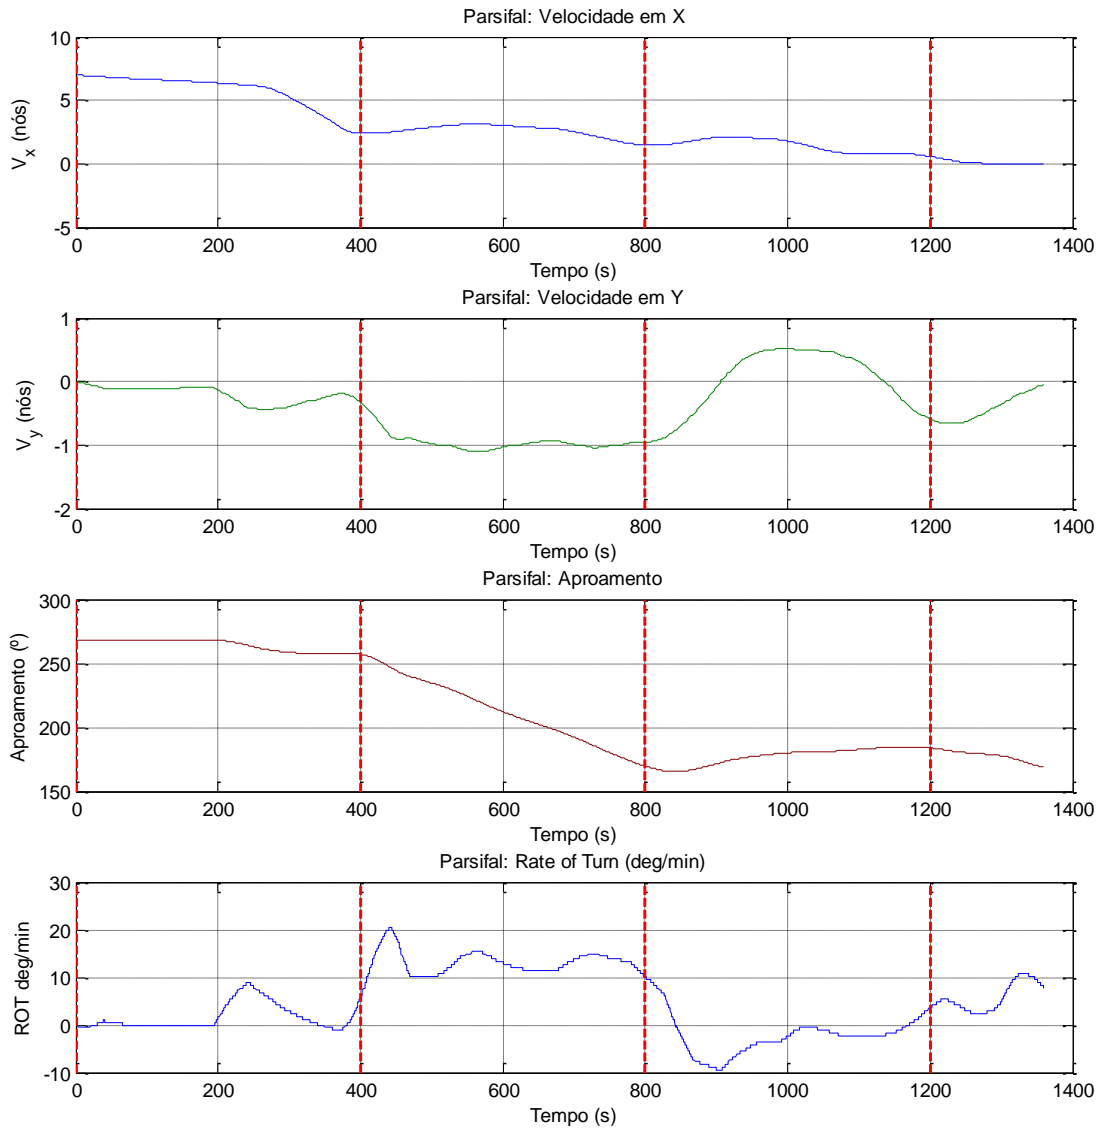 Parsifal: Velocidade em X
10
5
0
-5
V_x (nós)
0 200 400 600 800 1000 1200 1400
Tempo (s)
Parsifal: Velocidade em Y
1
0
-1
-2
V_y (nós)
0 200 400 600 800 1000 1200 1400
Tempo (s)
Parsifal: Aproamento
300
250
200
150
Aproamento (º)
0 200 400 600 800 1000 1200 1400
Tempo (s)
Parsifal: Rate of Turn (deg/min)
30
20
10
0
-10
ROT deg/min
0 200 400 600 800 1000 1200 1400
Tempo (s)